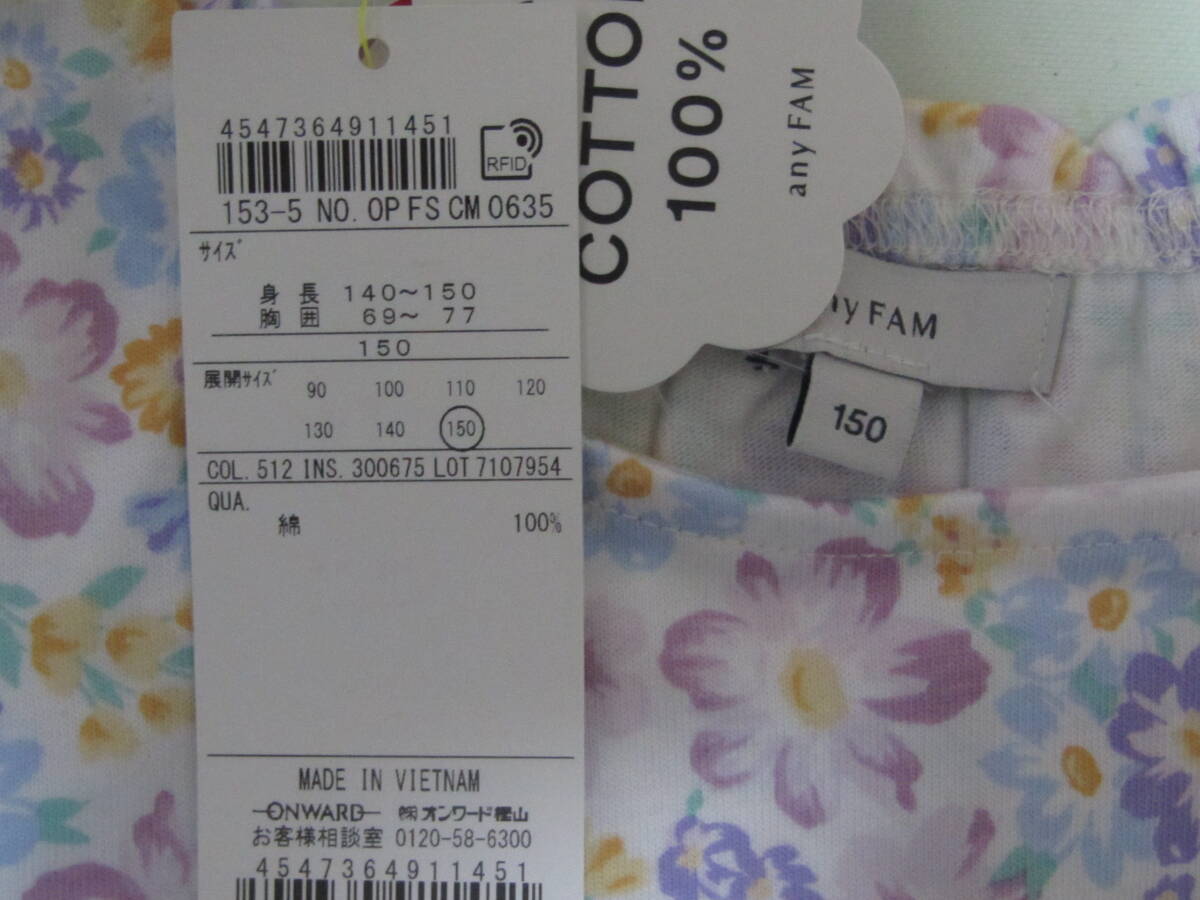 4547364911451
RFID
153-5 NO. OP FS CM 0635
サイズ
身 長 140～150
胸 囲 69～ 77
150
展開サイズ
90 100 110 120
130 140 150
COL. 512 INS. 300675 LOT 7107954
QUA.
綿 100%
MADE IN VIETNAM
ONWARD ㈱オンワード樫山
お客様相談室 0120-58-6300
4547364911451
100%
any FAM
FAM
150